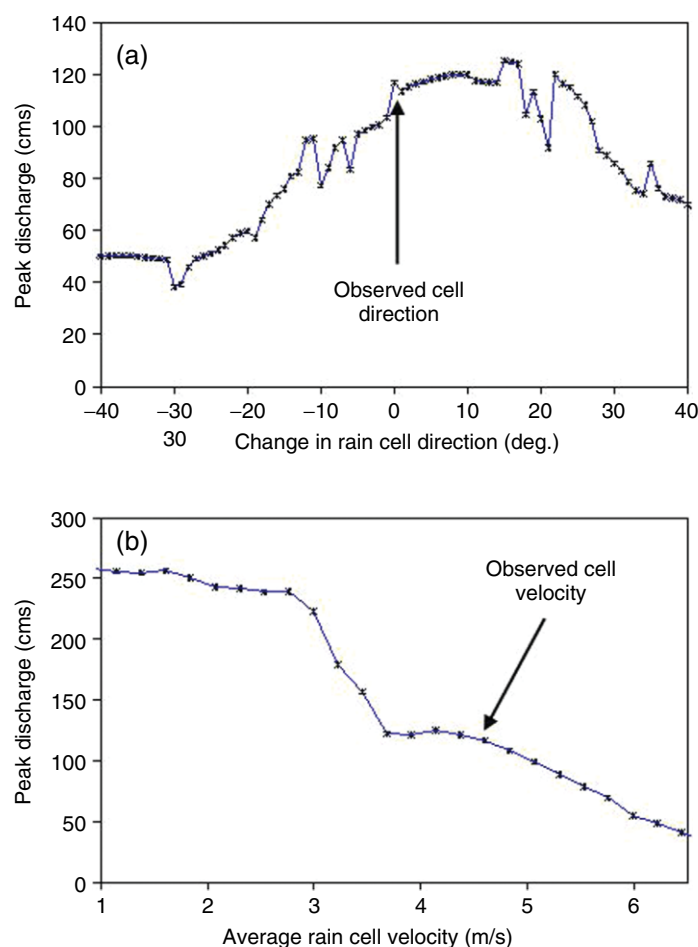 140
(a)
120
100
80
60
40
20
0
Peak discharge (cms)
Observed cell
direction
−40 −30 −20 −10 0 10 20 30 40
30
Change in rain cell direction (deg.)
300
(b)
250
200
150
100
50
0
Peak discharge (cms)
Observed cell
velocity
1 2 3 4 5 6
Average rain cell velocity (m/s)